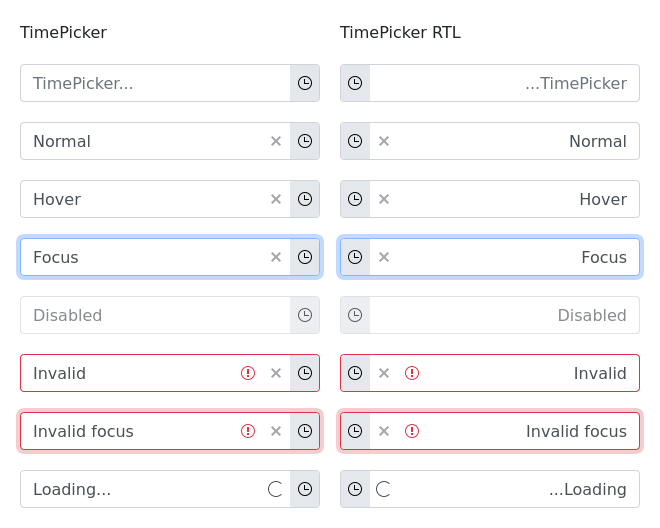 TimePicker
TimePicker RTL
TimePicker...
...TimePicker
Normal
Normal
Hover
Hover
Focus
Focus
Disabled
Disabled
Invalid
Invalid
Invalid focus
Invalid focus
Loading...
...Loading